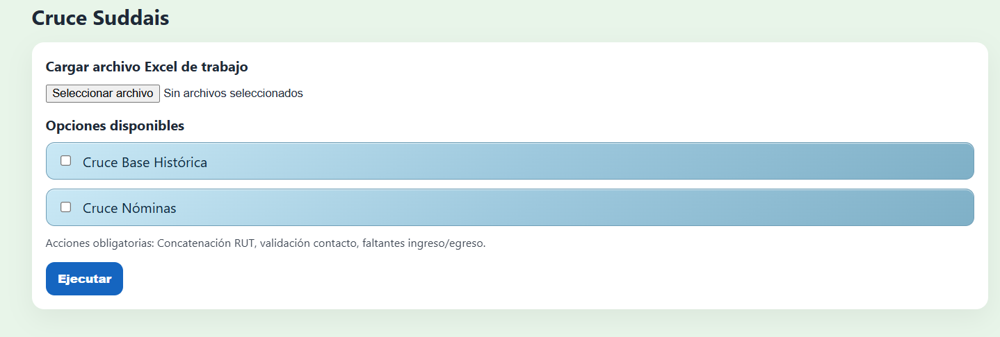 Cruce Suddais
Cargar archivo Excel de trabajo
Seleccionar archivo Sin archivos seleccionados
Opciones disponibles
Cruce Base Histórica
Cruce Nóminas
Acciones obligatorias: Concatenación RUT, validación contacto, faltantes ingreso/egreso.
Ejecutar